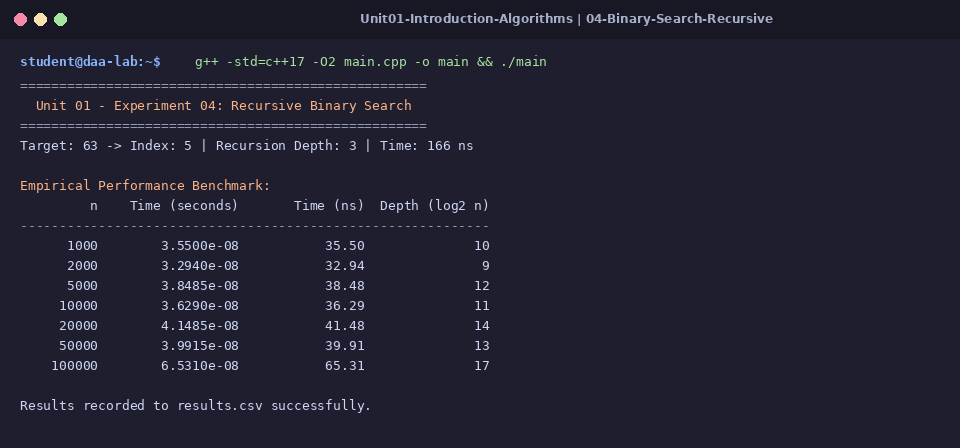 Unit01-Introduction-Algorithms | 04-Binary-Search-Recursive
student@daa-lab:~$ g++ -std=c++17 -O2 main.cpp -o main && ./main
====================================================
Unit 01 - Experiment 04: Recursive Binary Search
====================================================
Target: 63 -> Index: 5 | Recursion Depth: 3 | Time: 166 ns
Empirical Performance Benchmark:
n Time (seconds) Time (ns) Depth (log2 n)
------------------------------------------------------------
1000 3.5500e-08 35.50 10
2000 3.2940e-08 32.94 9
5000 3.8485e-08 38.48 12
10000 3.6290e-08 36.29 11
20000 4.1485e-08 41.48 14
50000 3.9915e-08 39.91 13
100000 6.5310e-08 65.31 17
Results recorded to results.csv successfully.